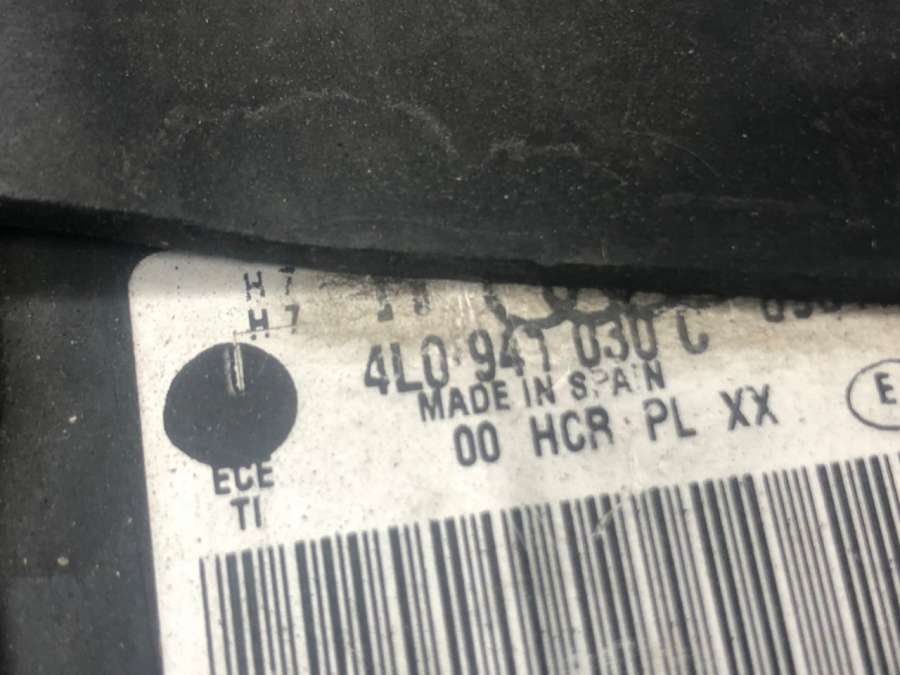 H7
H7
4L0 941 030 C
MADE IN SPAIN
00 HCR PL XX
E
ECE
TI